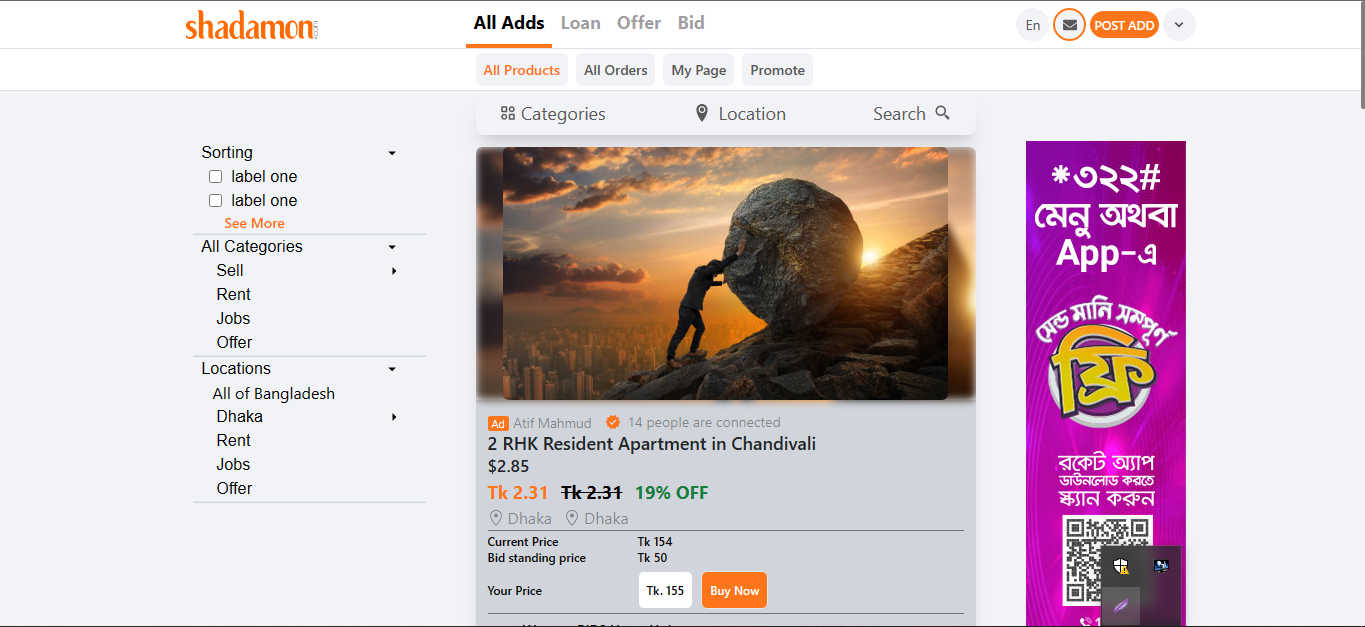 shadamon.com
All Adds Loan Offer Bid
En POST ADD
All Products All Orders My Page Promote
Categories Location Search
Sorting
label one
label one
See More
All Categories
Sell
Rent
Jobs
Offer
Locations
All of Bangladesh
Dhaka
Rent
Jobs
Offer
Ad Atif Mahmud 14 people are connected
2 RHK Resident Apartment in Chandivali
$2.85
Tk 2.31 Tk 2.31 19% OFF
Dhaka Dhaka
Current Price Tk 154
Bid standing price Tk 50
Your Price Tk. 155 Buy Now
*৩২২#
মেনু অথবা
App-এ
সেন্ড মানি সম্পূর্ণ
ফ্রি
রকেট অ্যাপ
ডাউনলোড করতে
স্ক্যান করুন